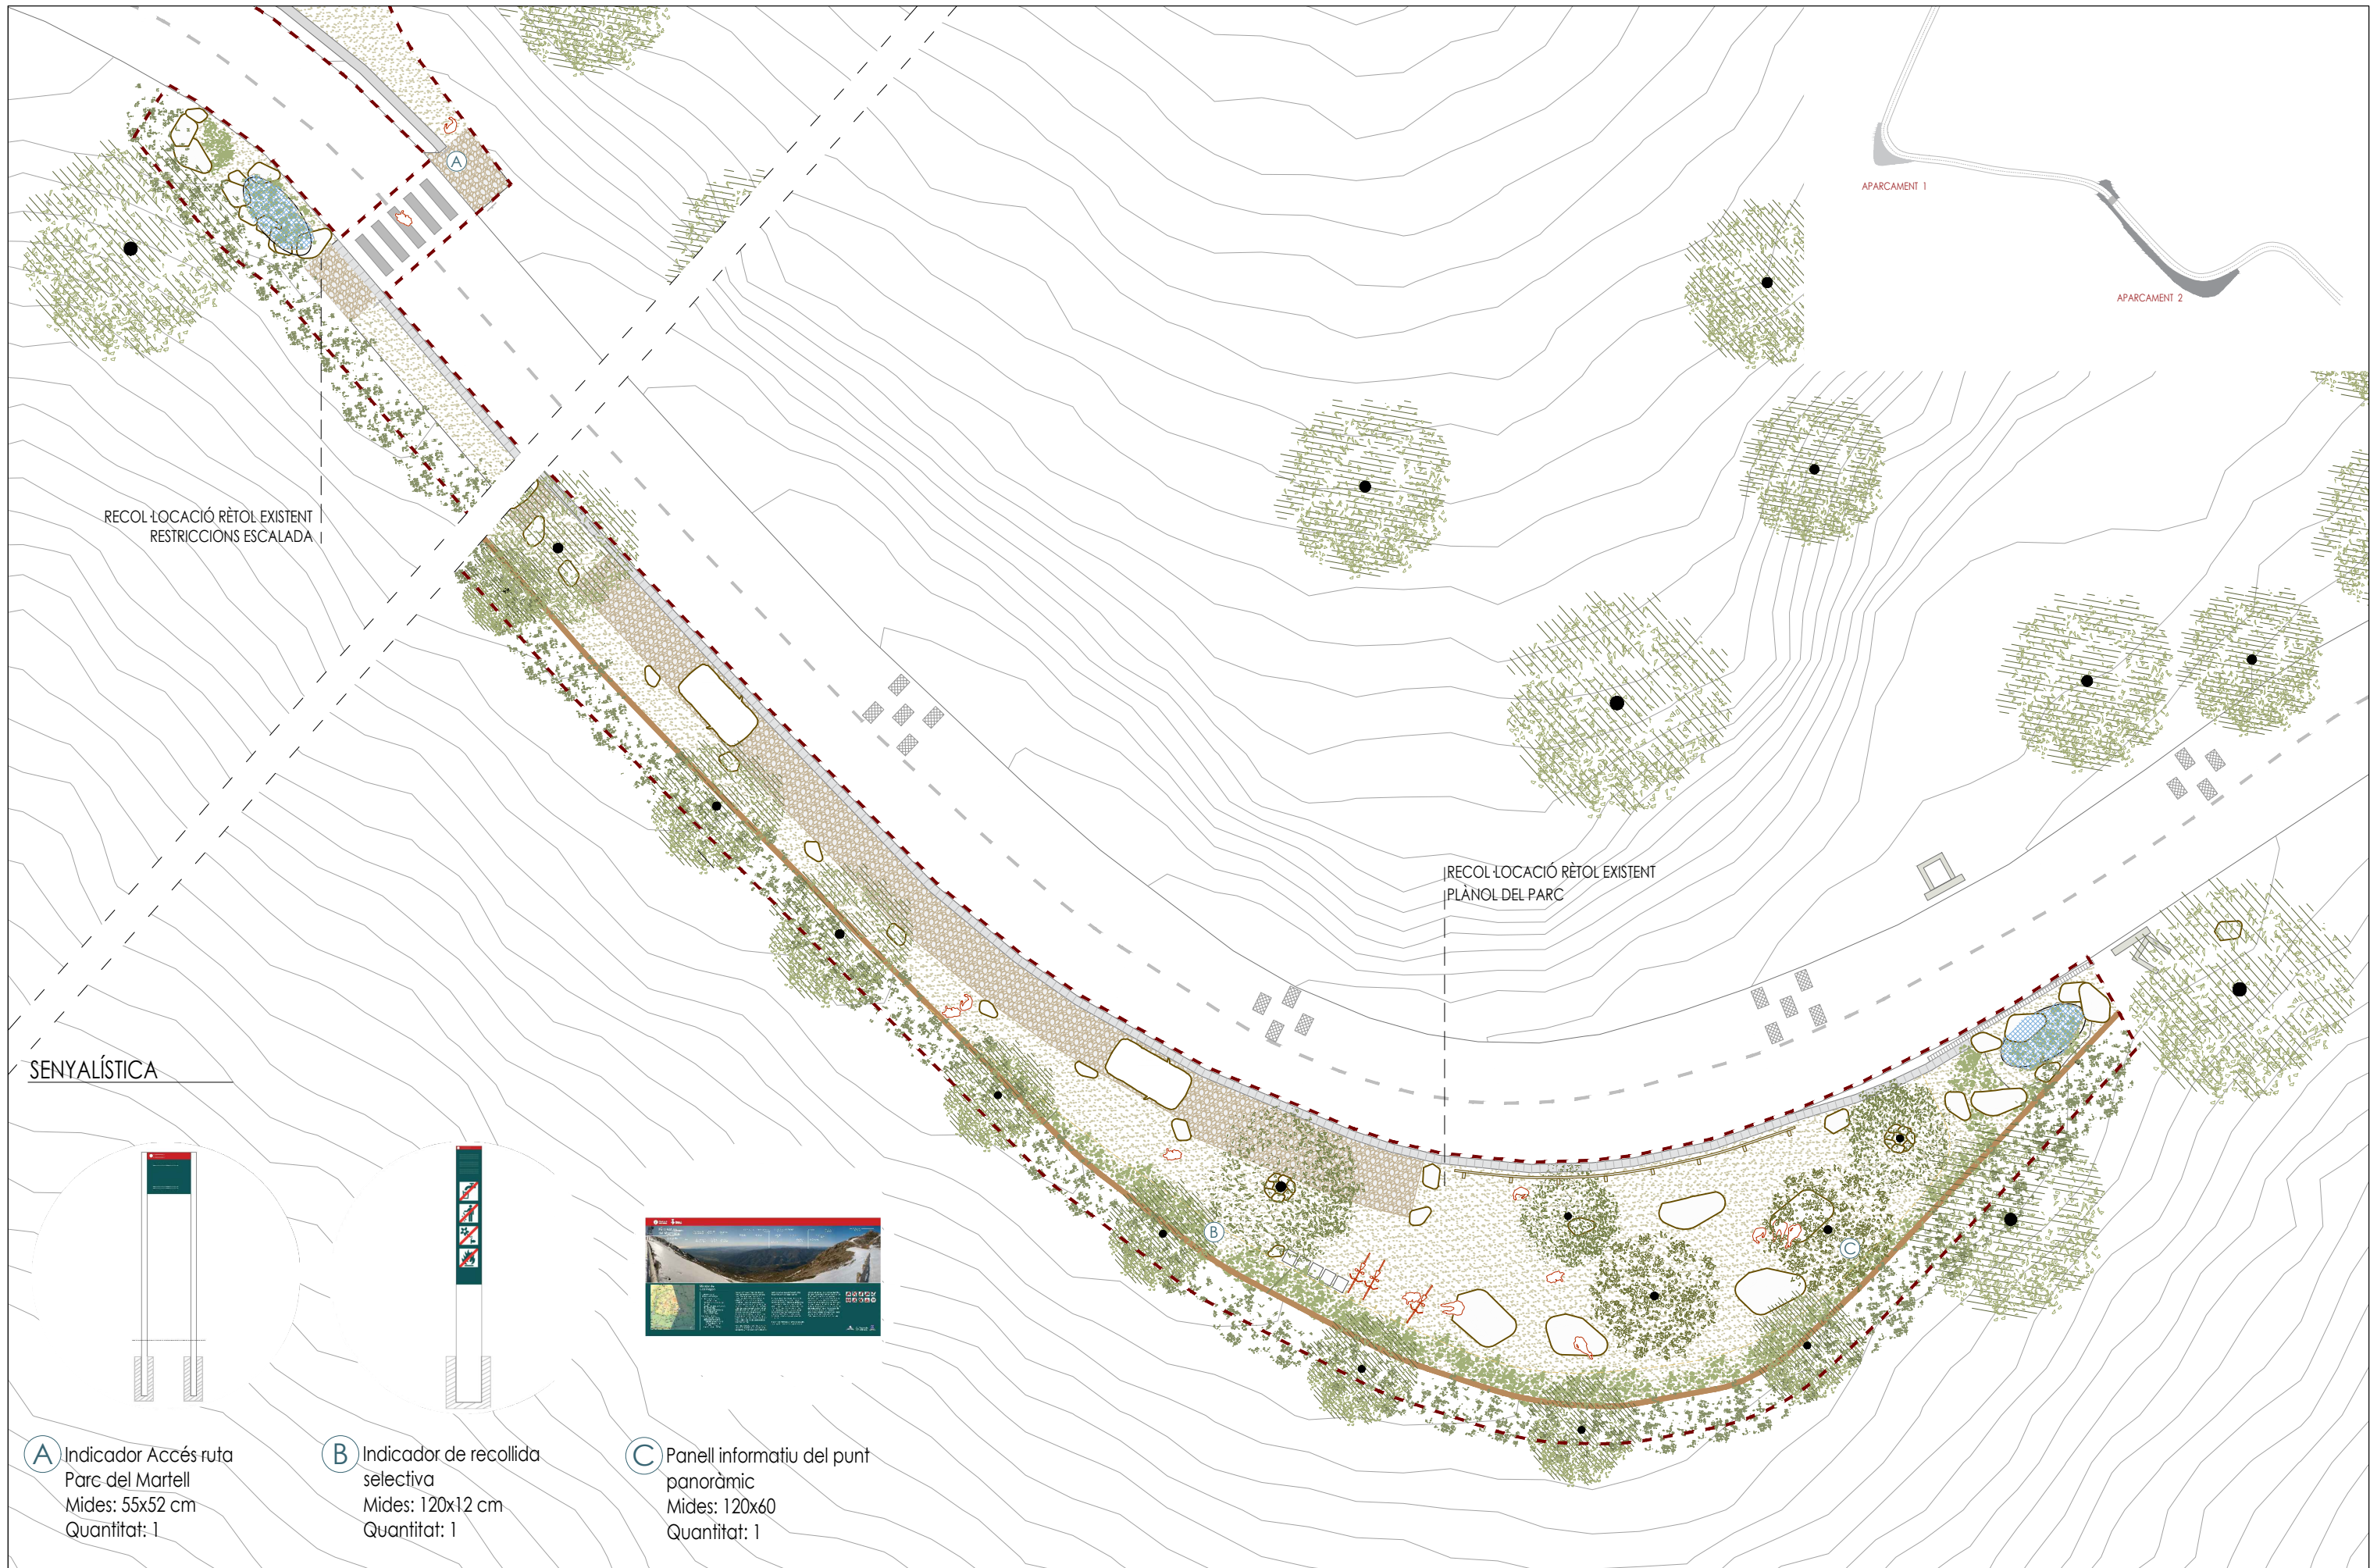 A
APARCAMENT 1
APARCAMENT 2
RECOL·LOCACIÓ RÈTOL EXISTENT
RESTRICCIONS ESCALADA
RECOL·LOCACIÓ RÈTOL EXISTENT
PLÀNOL DEL PARC
B
C
SENYALÍSTICA
A Indicador Accés ruta
Parc del Martell
Mides: 55x52 cm
Quantitat: 1
B Indicador de recollida
selectiva
Mides: 120x12 cm
Quantitat: 1
C Panell informatiu del punt
panoràmic
Mides: 120x60
Quantitat: 1